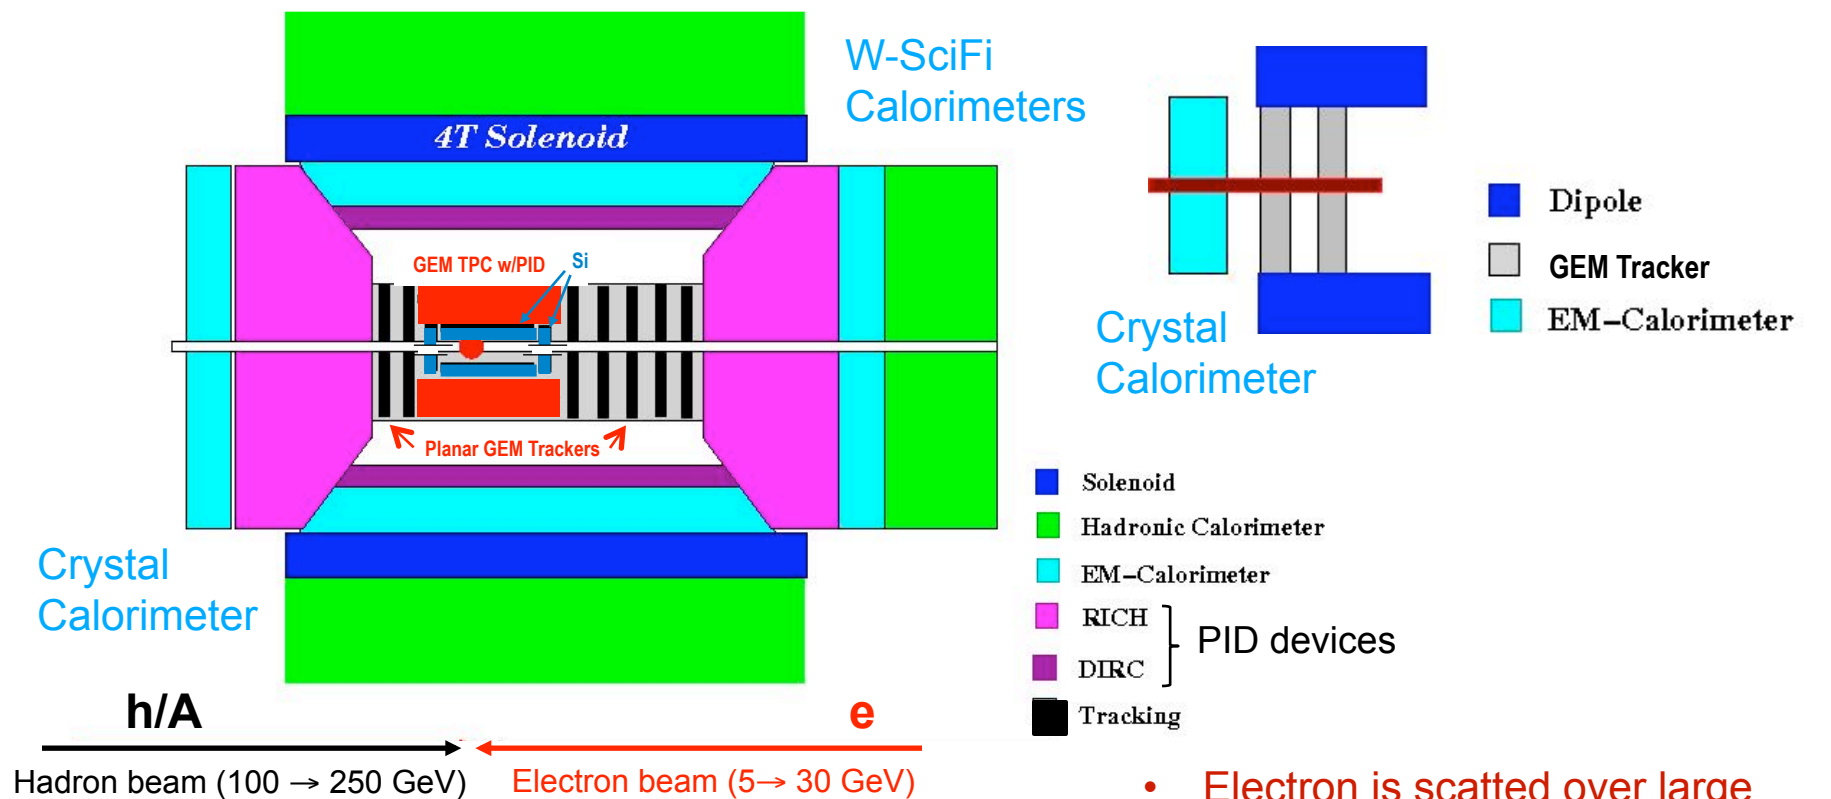 W-SciFi
Calorimeters
4T Solenoid
GEM TPC w/PID
Si
Planar GEM Trackers
Crystal
Calorimeter
Dipole
GEM Tracker
EM-Calorimeter
Crystal
Calorimeter
Solenoid
Hadronic Calorimeter
EM-Calorimeter
RICH
DIRC
PID devices
Tracking
h/A
e
Hadron beam (100 → 250 GeV)
Electron beam (5→ 30 GeV)
• Electron is scatted over large